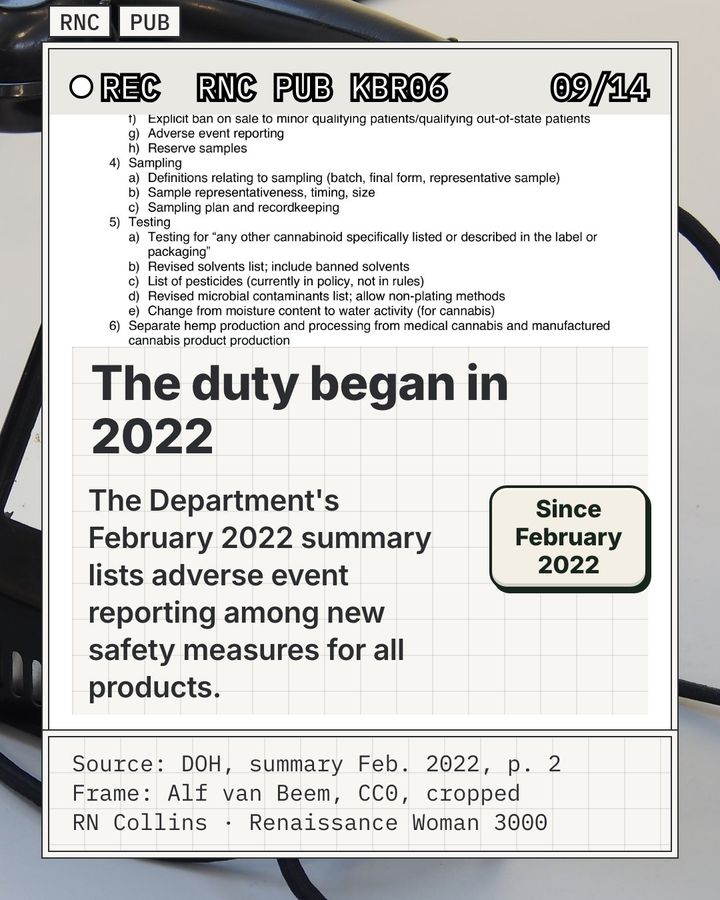 RNC PUB
REC RNC PUB KBR06 09/14
f) Explicit ban on sale to minor qualifying patients/qualifying out-of-state patients
g) Adverse event reporting
h) Reserve samples
4) Sampling
a) Definitions relating to sampling (batch, final form, representative sample)
b) Sample representativeness, timing, size
c) Sampling plan and recordkeeping
5) Testing
a) Testing for “any other cannabinoid specifically listed or described in the label or
packaging”
b) Revised solvents list; include banned solvents
c) List of pesticides (currently in policy, not in rules)
d) Revised microbial contaminants list; allow non-plating methods
e) Change from moisture content to water activity (for cannabis)
6) Separate hemp production and processing from medical cannabis and manufactured
cannabis product production
The duty began in
2022
The Department's
February 2022 summary
lists adverse event
reporting among new
safety measures for all
products.
Since
February
2022
Source: DOH, summary Feb. 2022, p. 2
Frame: Alf van Beem, CC0, cropped
RN Collins · Renaissance Woman 3000